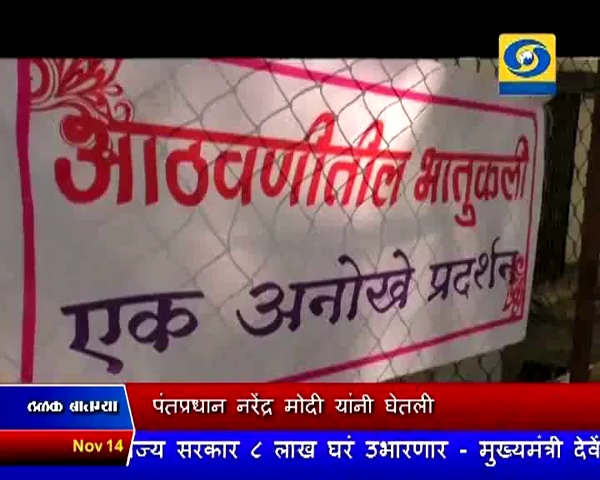 आठवणीतील भातुकली
एक अनोखे प्रदर्शन
ठळक बातम्या
पंतप्रधान नरेंद्र मोदी यांनी घेतली
Nov 14
राज्य सरकार ८ लाख घरं उभारणार - मुख्यमंत्री देवें